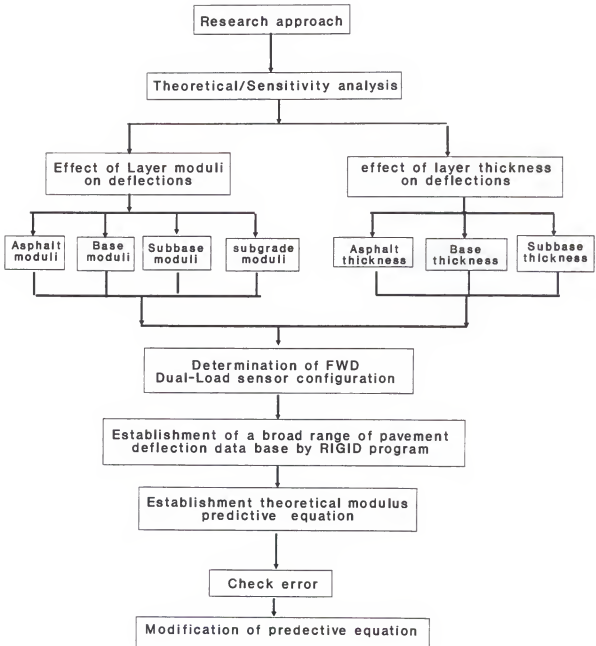 Research approach
Theoretical/Sensitivity analysis
Effect of Layer moduli
on deflections
effect of layer thickness
on deflections
Asphalt
moduli
Base
moduli
Subbase
moduli
subgrade
moduli
Asphalt
thickness
Base
thickness
Subbase
thickness
Determination of FWD
Dual-Load sensor configuration
Establishment of a broad range of pavement
deflection data base by RIGID program
Establishment theoretical modulus
predictive equation
Check error
Modification of predective equation